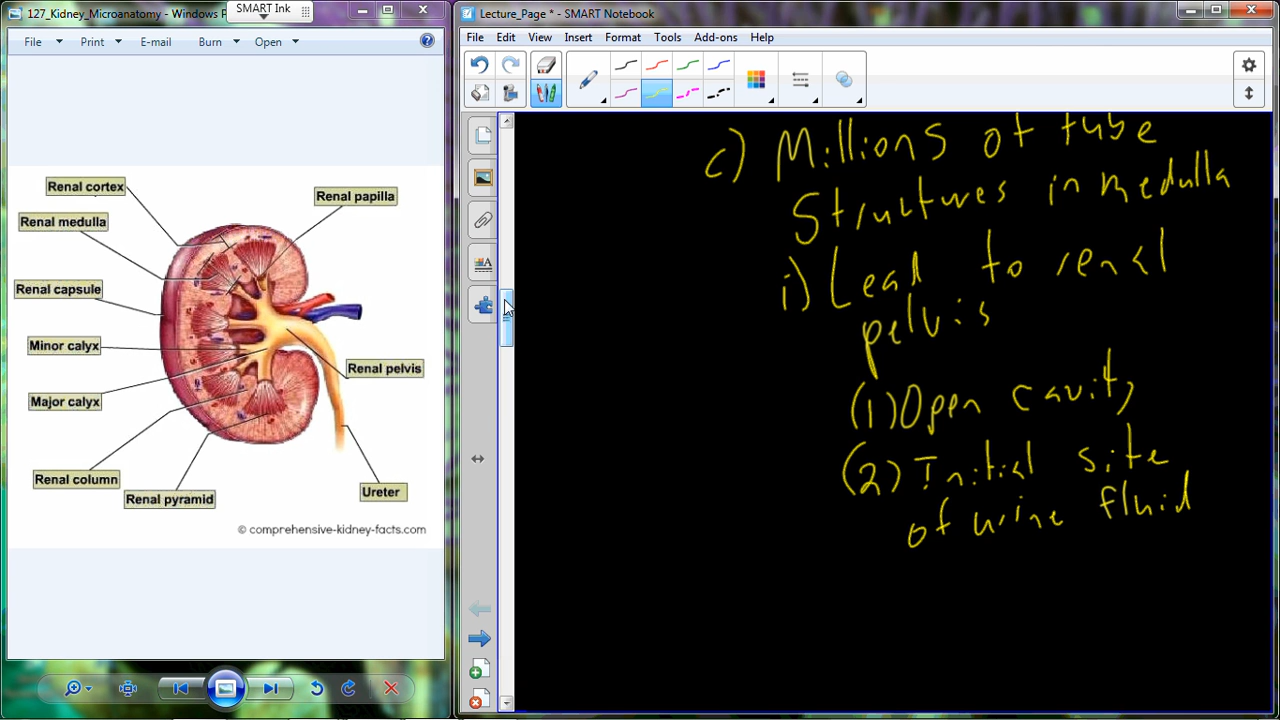 127_Kidney_Microanatomy - Windows P
SMART Ink
File Print E-mail Burn Open
Renal cortex
Renal papilla
Renal medulla
Renal capsule
Minor calyx
Renal pelvis
Major calyx
Renal column
Renal pyramid
Ureter
© comprehensive-kidney-facts.com
Lecture_Page * - SMART Notebook
File Edit View Insert Format Tools Add-ons Help
c) Millions of tube
structures in medulla
i) Lead to renal
pelvis
(1) Open cavity
(2) Initial site
of urine fluid